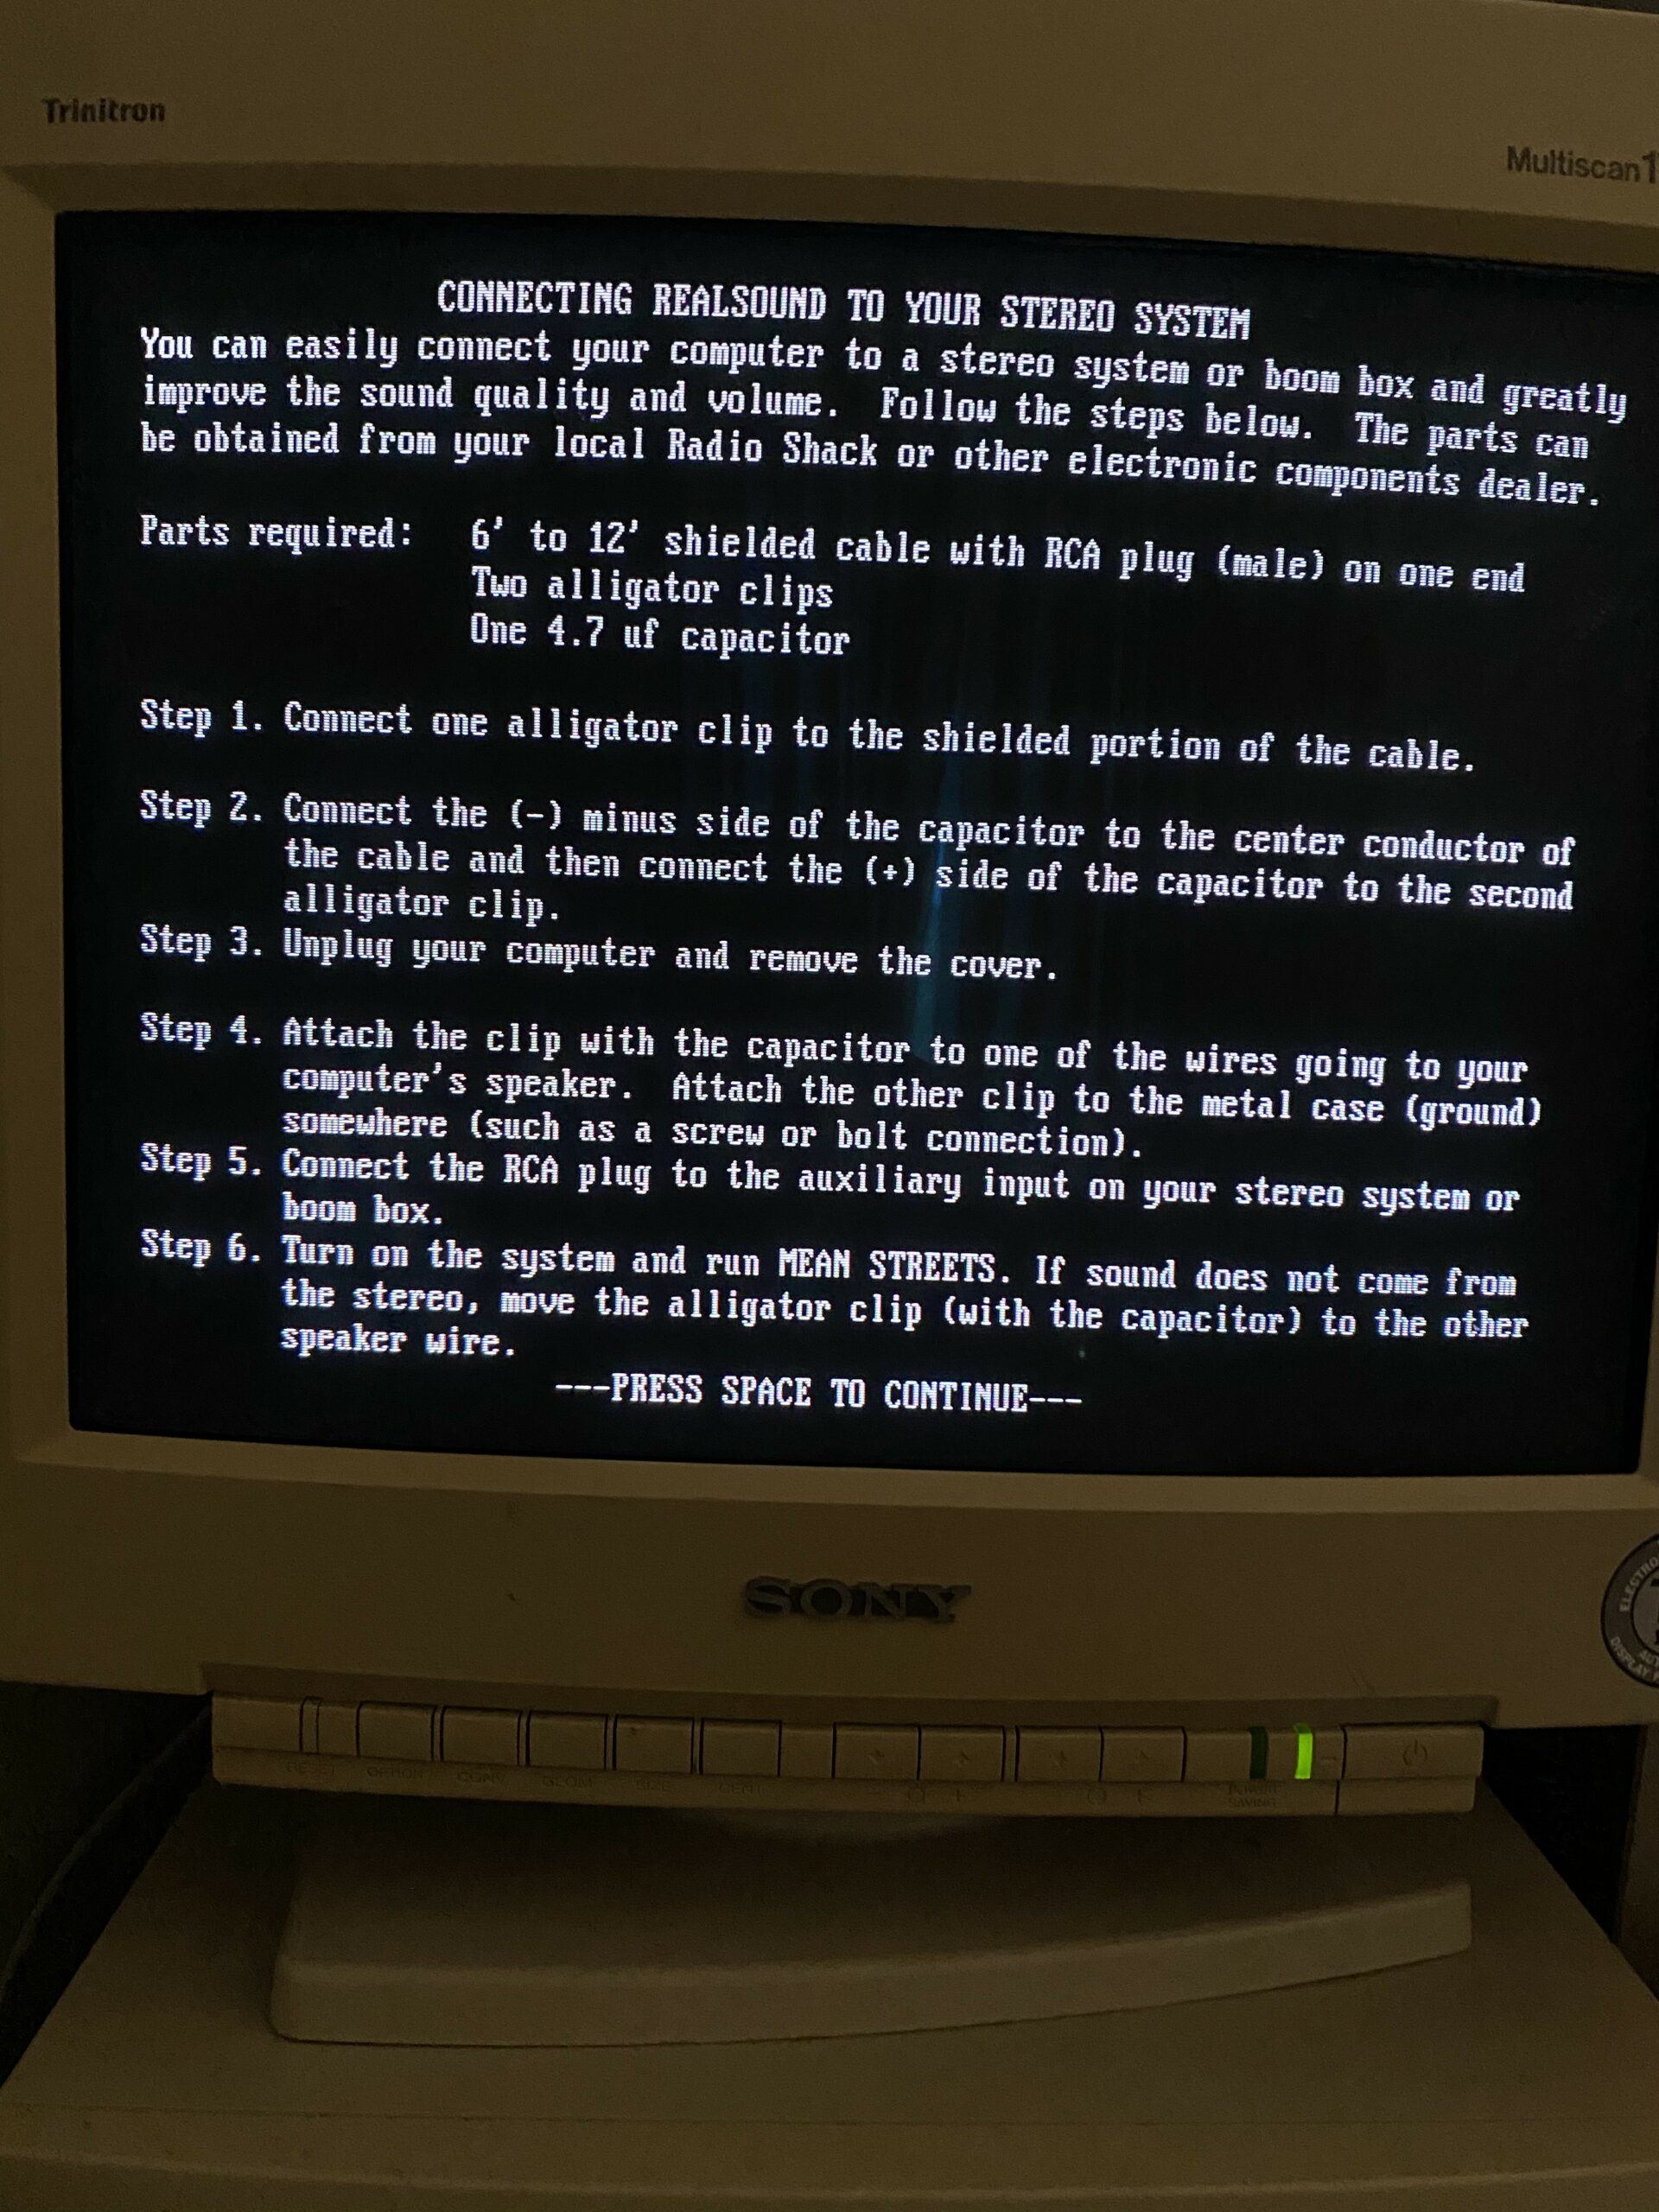 Trinitron
Multiscan1
CONNECTING REALSOUND TO YOUR STEREO SYSTEM
You can easily connect your computer to a stereo system or boom box and greatly
improve the sound quality and volume.  Follow the steps below.  The parts can
be obtained from your local Radio Shack or other electronic components dealer.
Parts required:   6' to 12' shielded cable with RCA plug (male) on one end
Two alligator clips
One 4.7 uf capacitor
Step 1. Connect one alligator clip to the shielded portion of the cable.
Step 2. Connect the (-) minus side of the capacitor to the center conductor of
the cable and then connect the (+) side of the capacitor to the second
alligator clip.
Step 3. Unplug your computer and remove the cover.
Step 4. Attach the clip with the capacitor to one of the wires going to your
computer's speaker.  Attach the other clip to the metal case (ground)
somewhere (such as a screw or bolt connection).
Step 5. Connect the RCA plug to the auxiliary input on your stereo system or
boom box.
Step 6. Turn on the system and run MEAN STREETS. If sound does not come from
the stereo, move the alligator clip (with the capacitor) to the other
speaker wire.
---PRESS SPACE TO CONTINUE---
SONY